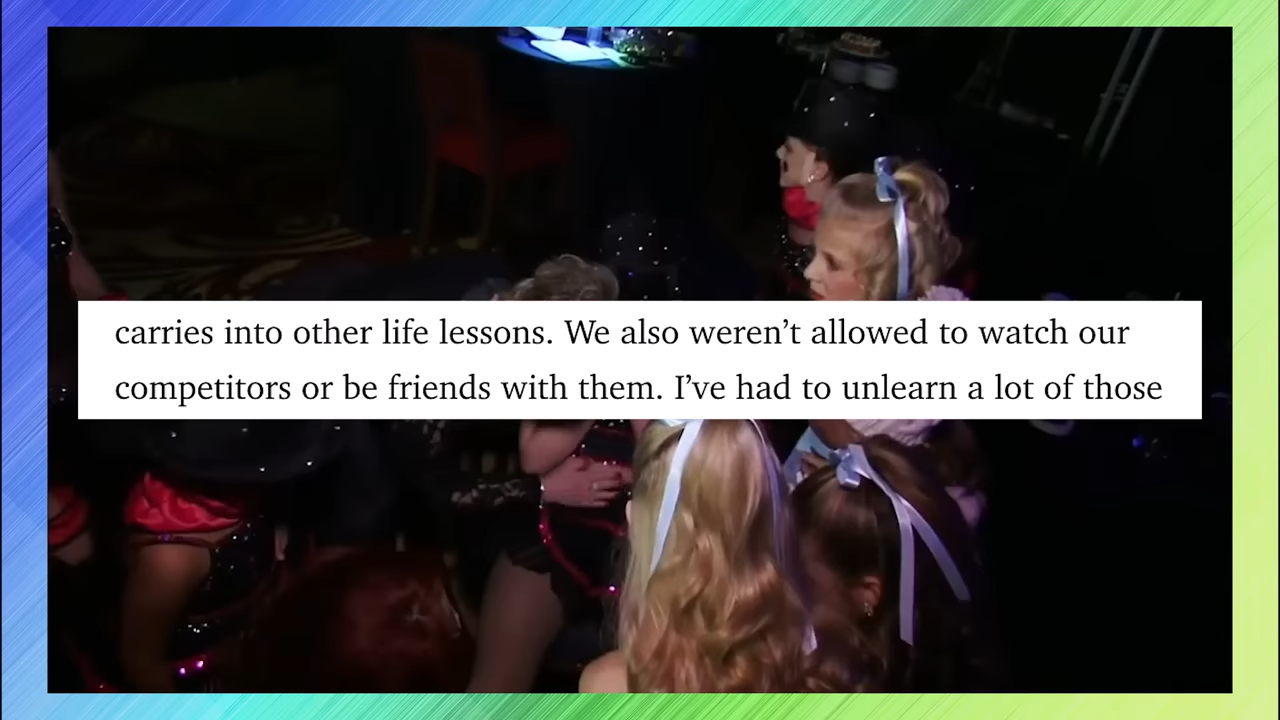 carries into other life lessons. We also weren’t allowed to watch our
competitors or be friends with them. I’ve had to unlearn a lot of those